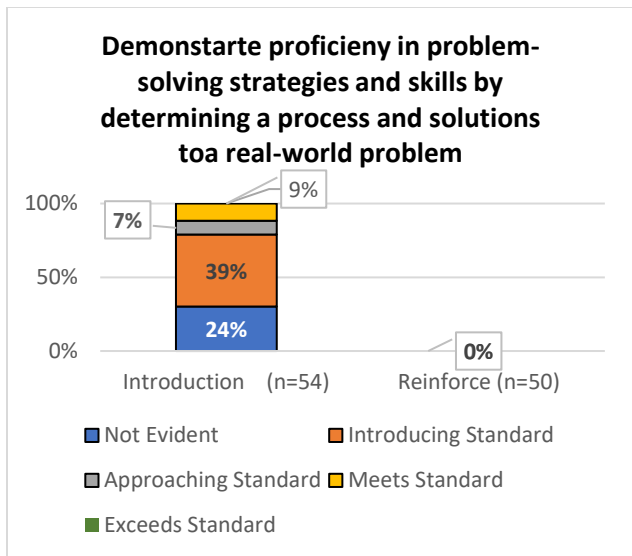 Demonstarte proficieny in problem-
solving strategies and skills by
determining a process and solutions
toa real-world problem
100%
9%
7%
50%
39%
24%
0%
0%
Introduction (n=54)
Reinforce (n=50)
Not Evident
Introducing Standard
Approaching Standard
Meets Standard
Exceeds Standard